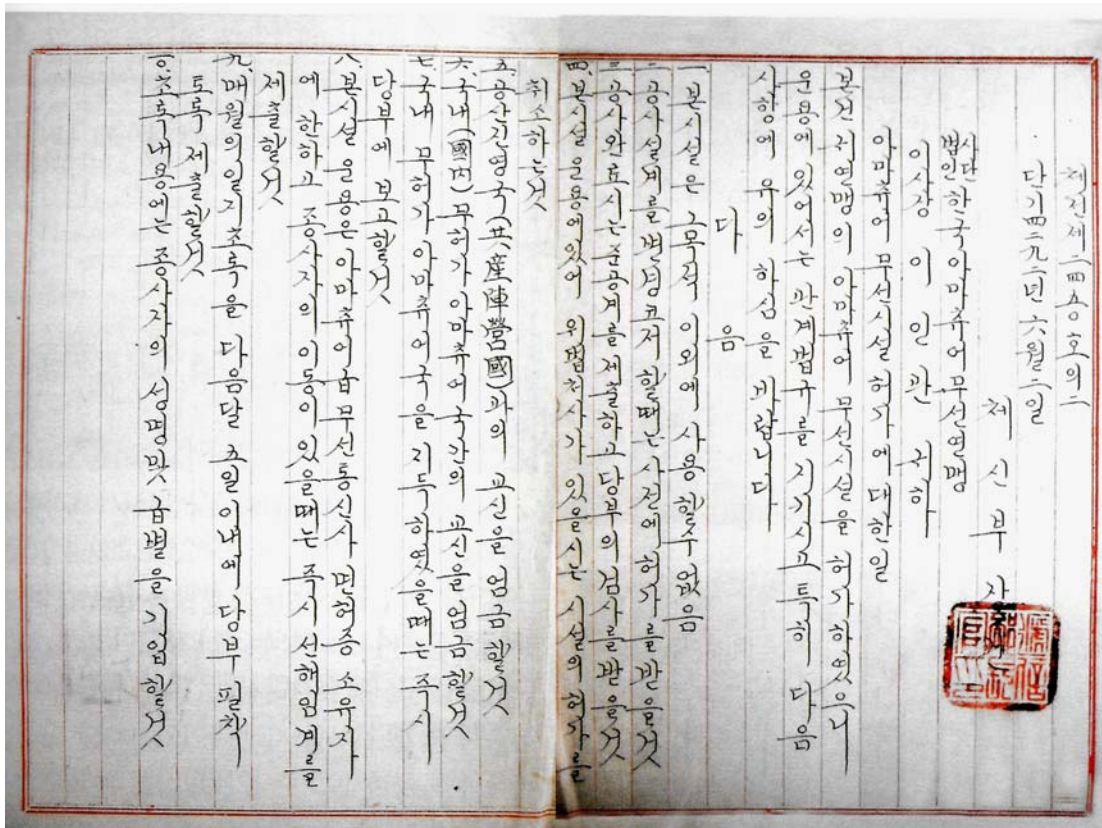 체전제二四五○호의二
단기四二九二년六월二일
체신부차
사단법인한국아마츄어무선연맹
이사장 이인관 귀하
아마츄어무선시설허가에대한일
본건 귀연맹의 아마츄어 무선시설을 허가하였으니
운용에 있어서는 관계법규를 지키시고 특히 다음
사항에 유의 하심을 바랍니다
다 음
一. 본시설은 목적 이외에 사용할수 없음
二. 공사설계를 변경코저 할때는 사전에 허가를 받을것
三. 공사완료시는 준공계를 제출하고 당부의 검사를 받을것
四. 본시설운용에있어 위법 가 있을시는 시설의 허가를
취소하는것
五. 공산진영국(共産陣營國)과의 교신을 엄금할것
六. 국내(國內)무허가아마츄어국간의 교신을 엄금할것
七. 국내 무허가 아마츄어국을 지득하였을때는 즉시
당부에 보고할것
八. 본시설 운용은 아마츄어급 무선통신사 면허증 소유자
에 한하고 종사자의 이동이 있을때는 즉시 선해임계를
제출할것
九. 매월의일지초록을 다음달 五일이내에 당부 필착
토록 제출할것
초록내용에는 종사자의 성명및 급별을 기입할것